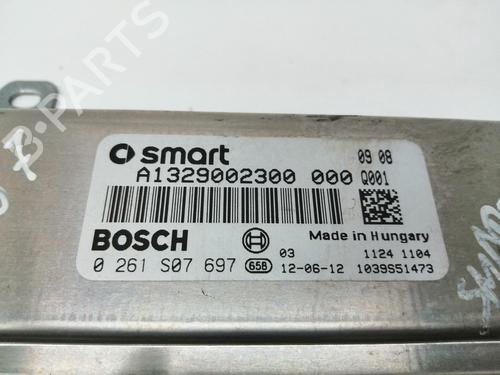 smart 09 08
A1329002300 000 Q001
BOSCH 03 Made in Hungary
0 261 S07 697 65B 12-06-12 1124 1104
1039S51473
B-PARTS